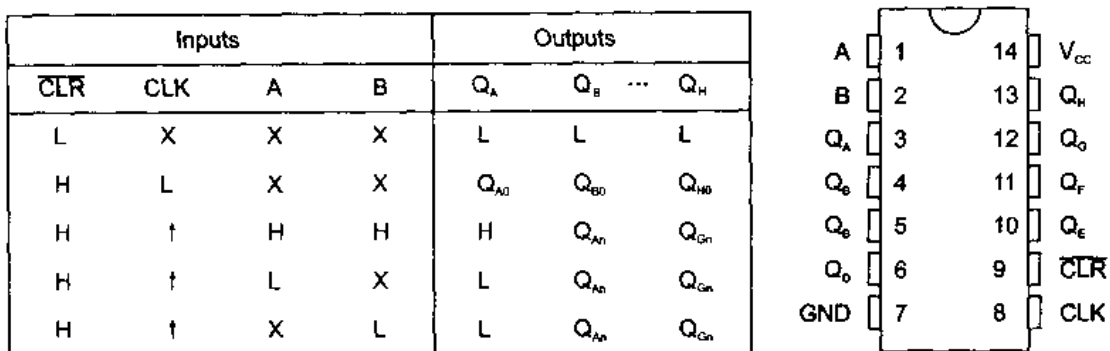 Inputs Outputs
CLR CLK A B Q_A Q_B ... Q_H
L X X X L L L
H L X X Q_A0 Q_B0 Q_H0
H ↑ H H H Q_An Q_Gn
H ↑ L X L Q_An Q_Gn
H ↑ X L L Q_An Q_Gn
A 1 14 V_CC
B 2 13 Q_H
Q_A 3 12 Q_G
Q_B 4 11 Q_F
5 10 Q_E
Q_D 6 9 CLR
GND 7 8 CLK